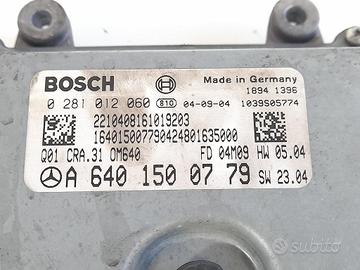 BOSCH
Made in Germany
1894 1396
0 281 012 060 810 04-09-04 1039S05774
2210408161019203
164015007790424801635000
Q01 CRA.31 OM640 FD 04M09 HW 05.04
A 640 150 07 79 SW 23.04
subito